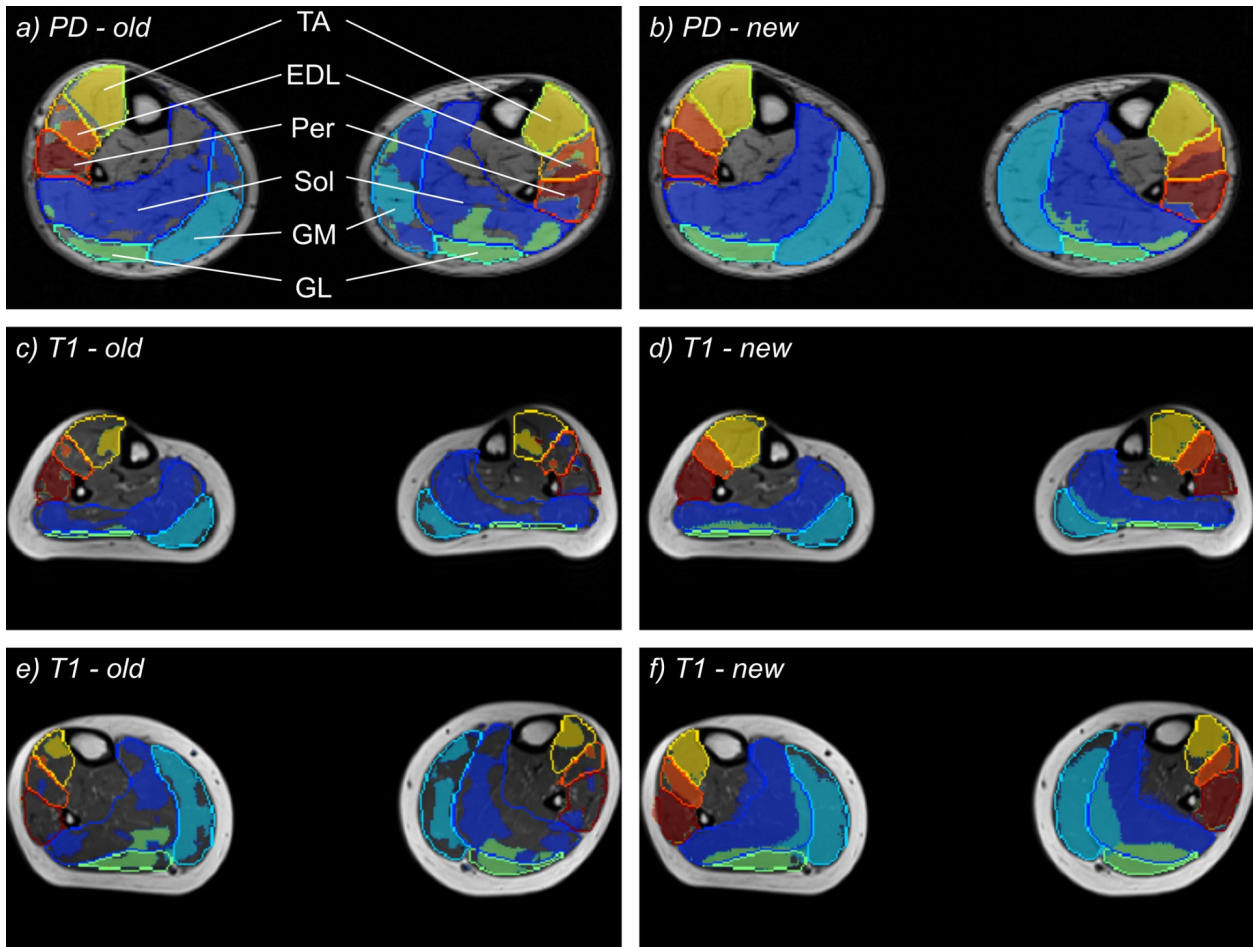 a) PD - old
TA
EDL
Per
Sol
GM
GL
b) PD - new
c) T1 - old
d) T1 - new
e) T1 - old
f) T1 - new